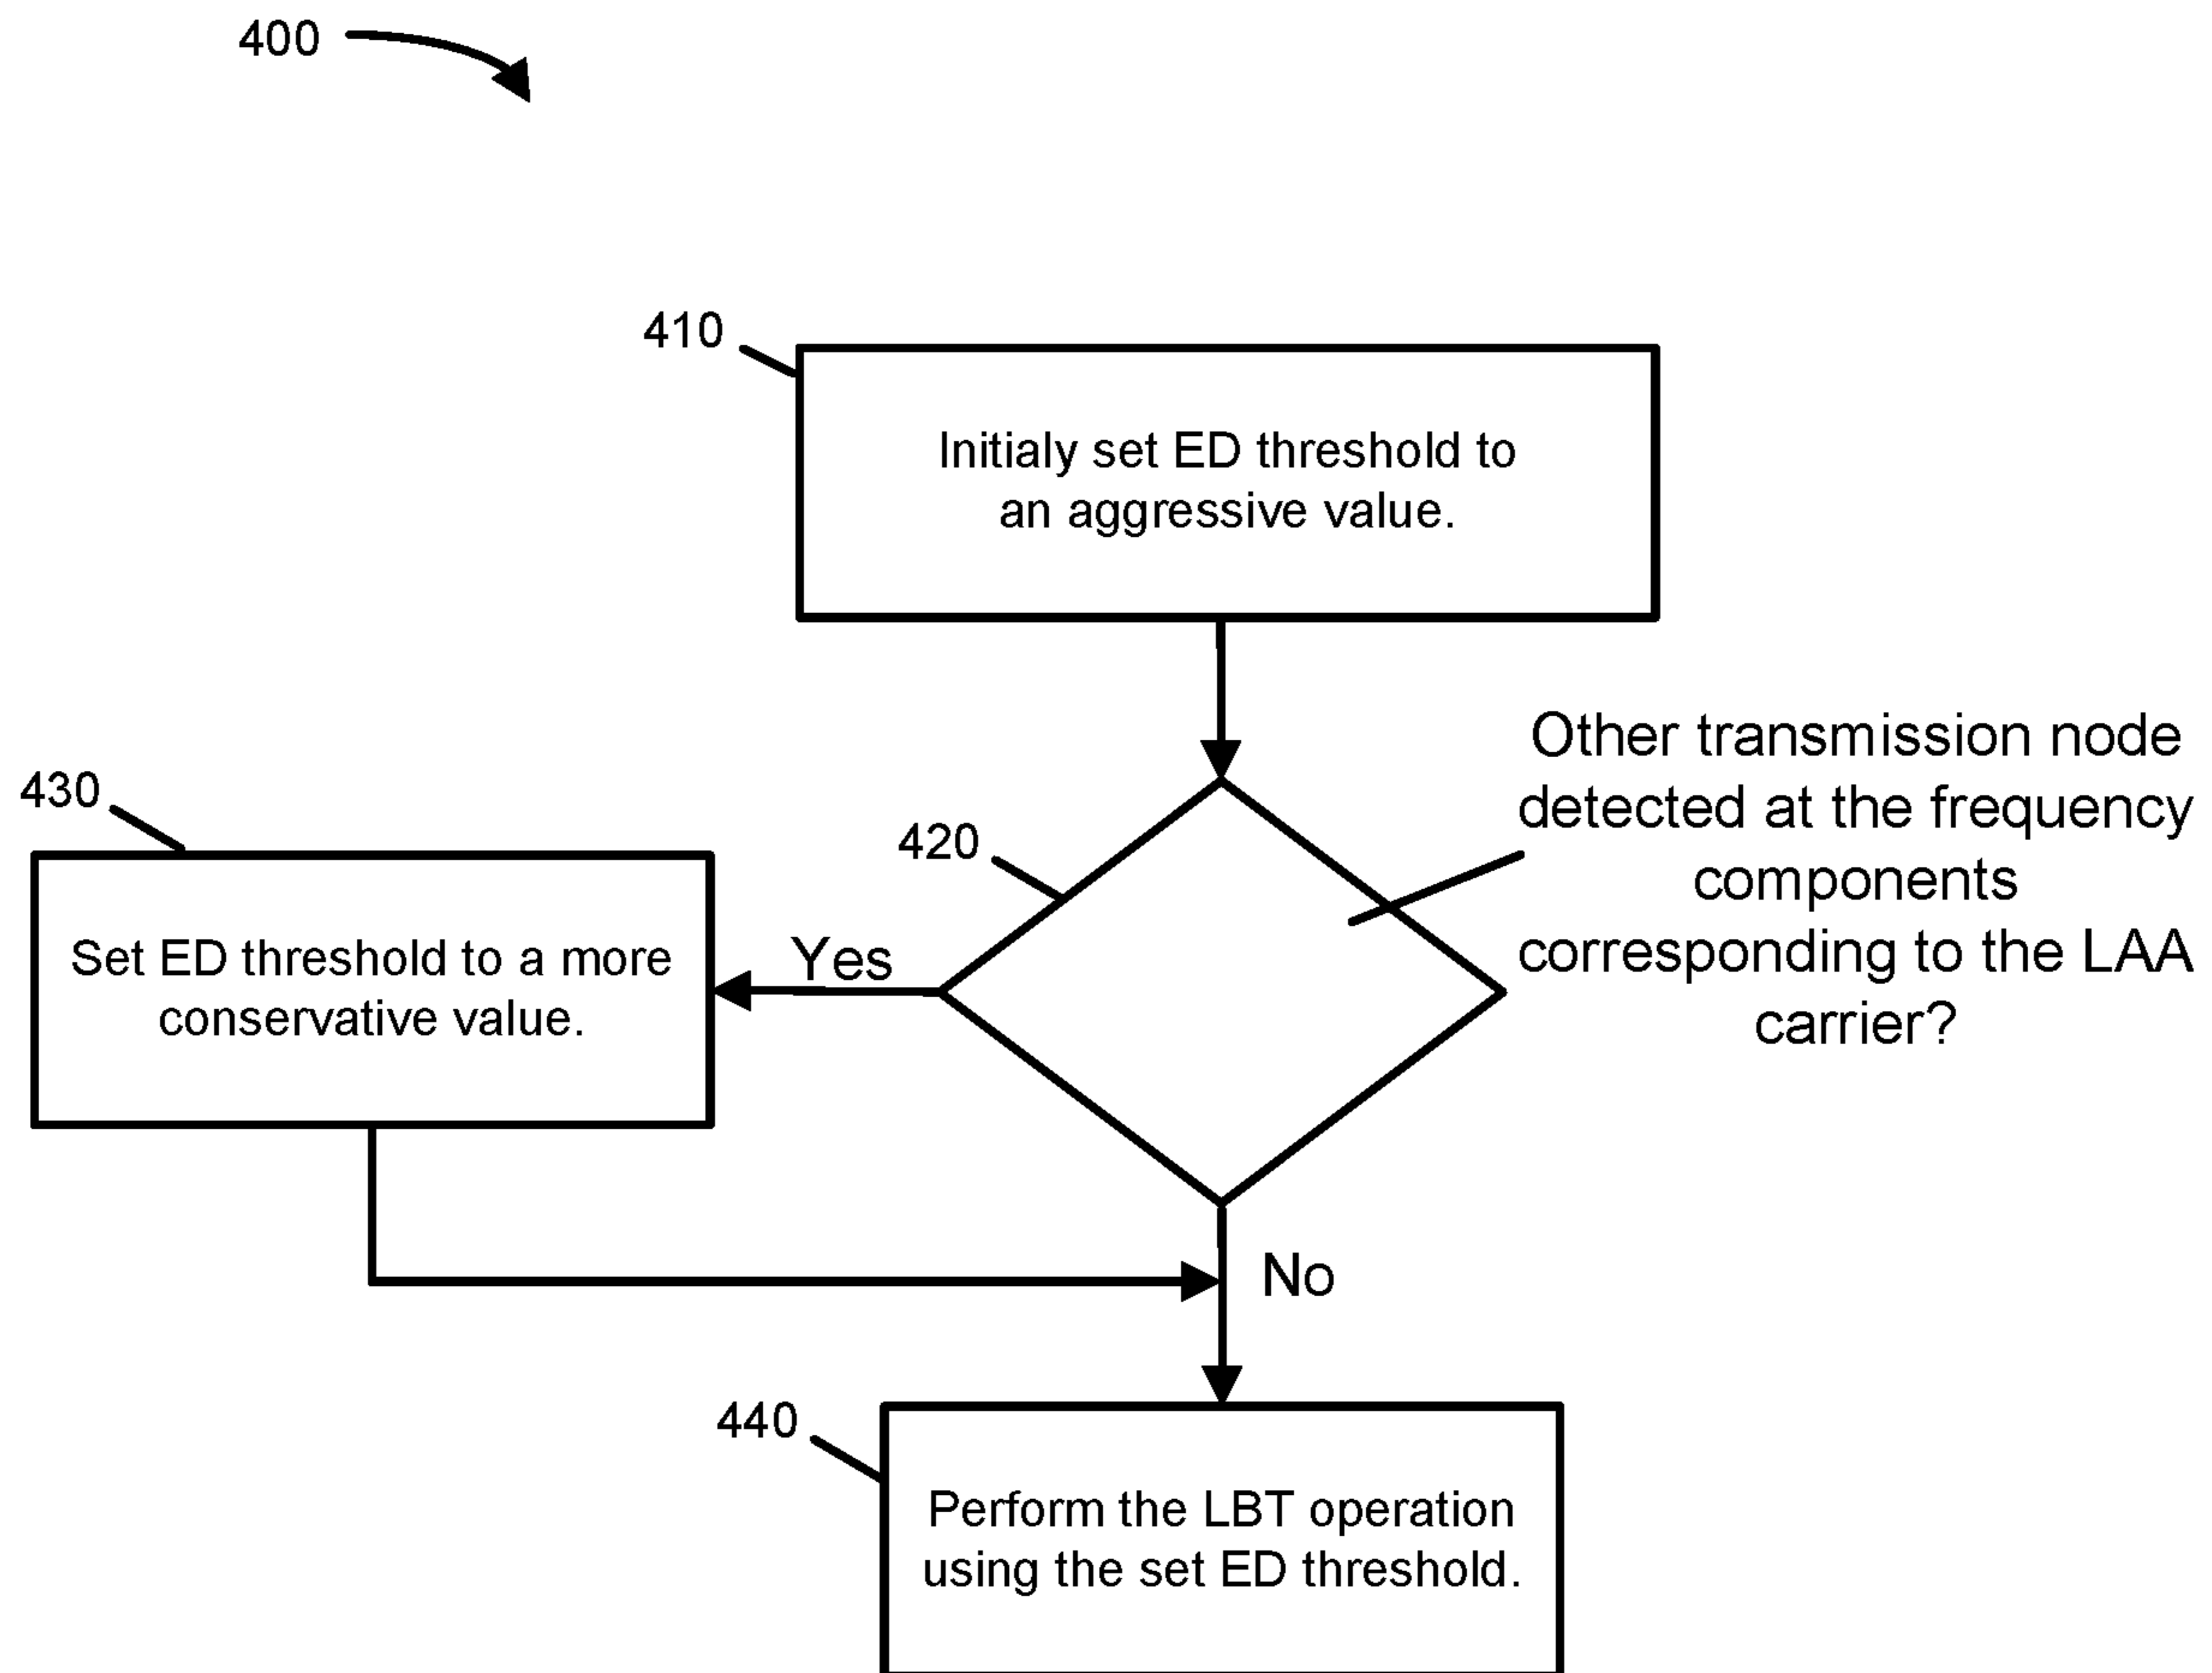 400
410
Initialy set ED threshold to
an aggressive value.
Other transmission node
detected at the frequency
components
corresponding to the LAA
carrier?
420
430
Set ED threshold to a more
conservative value.
Yes
No
440
Perform the LBT operation
using the set ED threshold.